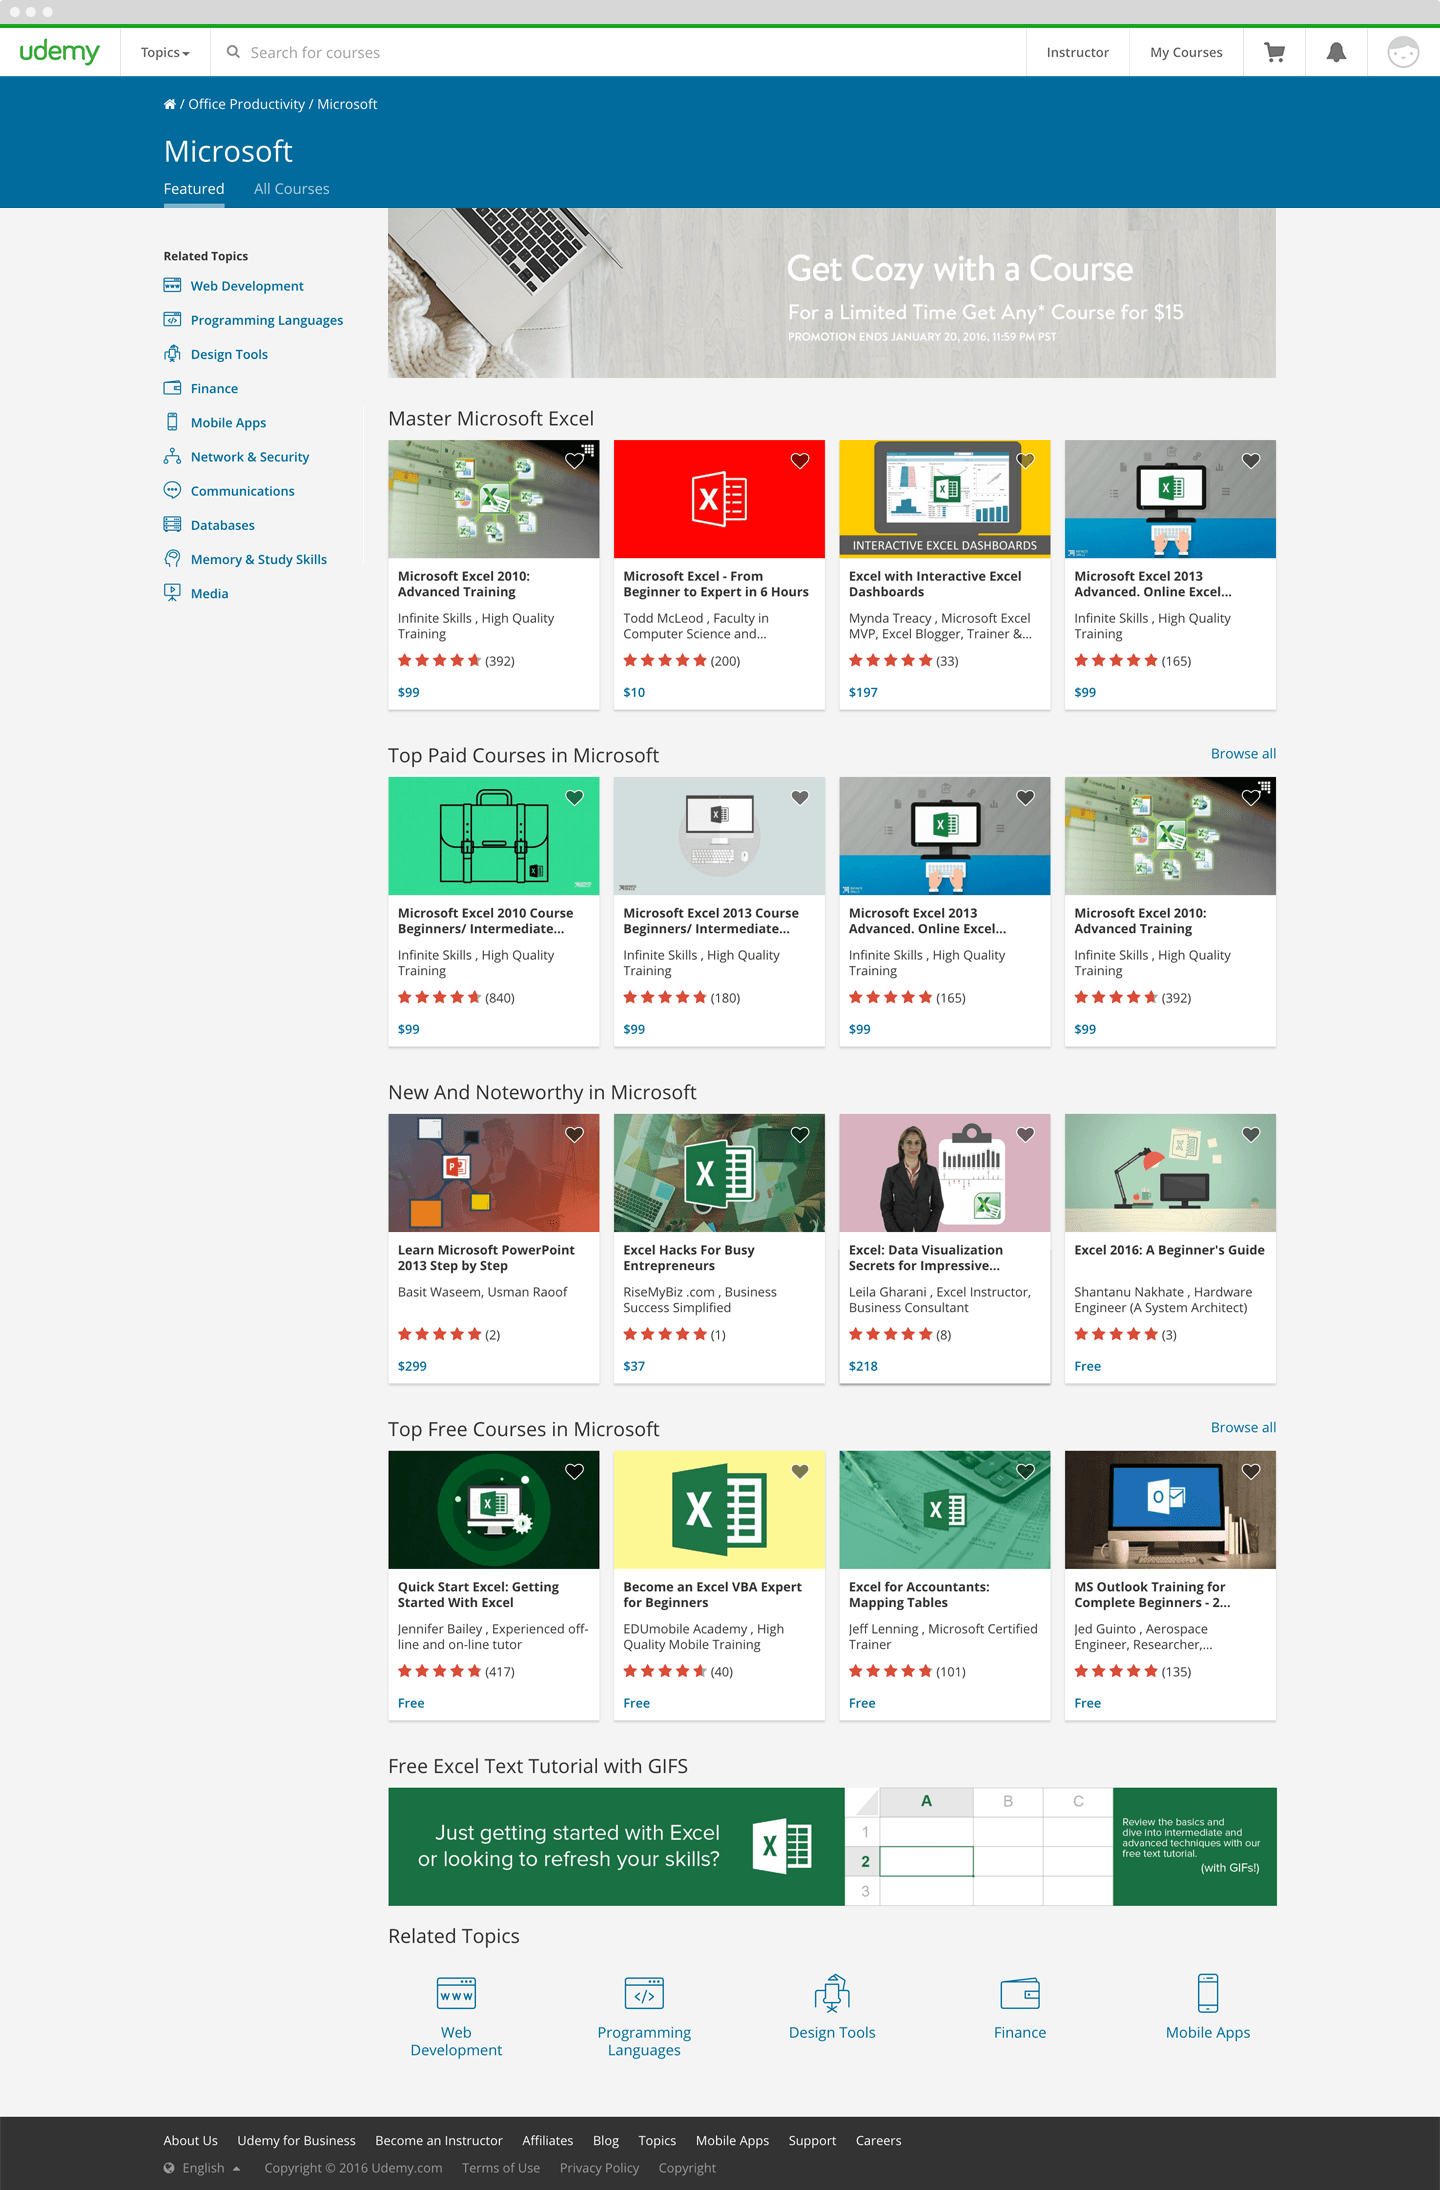 udemy
Topics
Search for courses
Instructor
My Courses
/ Office Productivity / Microsoft
Microsoft
Featured
All Courses
Related Topics
Web Development
Programming Languages
Design Tools
Finance
Mobile Apps
Network & Security
Communications
Databases
Memory & Study Skills
Media
Get Cozy with a Course
For a Limited Time Get Any* Course for $15
PROMOTION ENDS JANUARY 20, 2016, 11:59 PM PST
Master Microsoft Excel
Microsoft Excel 2010:
Advanced Training
Infinite Skills , High Quality
Training
(392)
$99
Microsoft Excel - From
Beginner to Expert in 6 Hours
Todd McLeod , Faculty in
Computer Science and...
(200)
$10
INTERACTIVE EXCEL DASHBOARDS
Excel with Interactive Excel
Dashboards
Mynda Treacy , Microsoft Excel
MVP, Excel Blogger, Trainer &...
(33)
$197
Microsoft Excel 2013
Advanced. Online Excel...
Infinite Skills , High Quality
Training
(165)
$99
Top Paid Courses in Microsoft
Browse all
Microsoft Excel 2010 Course
Beginners/ Intermediate...
Infinite Skills , High Quality
Training
(840)
$99
Microsoft Excel 2013 Course
Beginners/ Intermediate...
Infinite Skills , High Quality
Training
(180)
$99
Microsoft Excel 2013
Advanced. Online Excel...
Infinite Skills , High Quality
Training
(165)
$99
Microsoft Excel 2010:
Advanced Training
Infinite Skills , High Quality
Training
(392)
$99
New And Noteworthy in Microsoft
Learn Microsoft PowerPoint
2013 Step by Step
Basit Waseem, Usman Raoof
(2)
$299
Excel Hacks For Busy
Entrepreneurs
RiseMyBiz .com , Business
Success Simplified
(1)
$37
Excel: Data Visualization
Secrets for Impressive...
Leila Gharani , Excel Instructor,
Business Consultant
(8)
$218
Excel 2016: A Beginner's Guide
Shantanu Nakhate , Hardware
Engineer (A System Architect)
(3)
Free
Top Free Courses in Microsoft
Browse all
Quick Start Excel: Getting
Started With Excel
Jennifer Bailey , Experienced off-
line and on-line tutor
(417)
Free
Become an Excel VBA Expert
for Beginners
EDUmobile Academy , High
Quality Mobile Training
(40)
Free
Excel for Accountants:
Mapping Tables
Jeff Lenning , Microsoft Certified
Trainer
(101)
Free
MS Outlook Training for
Complete Beginners - 2...
Jed Guinto , Aerospace
Engineer, Researcher,...
(135)
Free
Free Excel Text Tutorial with GIFS
Just getting started with Excel
or looking to refresh your skills?
X
A B C
1
2
3
Review the basics and
dive into intermediate and
advanced techniques with our
free text tutorial.
(with GIFs!)
Related Topics
Web
Development
Programming
Languages
Design Tools
Finance
Mobile Apps
About Us
Udemy for Business
Become an Instructor
Affiliates
Blog
Topics
Mobile Apps
Support
Careers
English
Copyright © 2016 Udemy.com
Terms of Use
Privacy Policy
Copyright